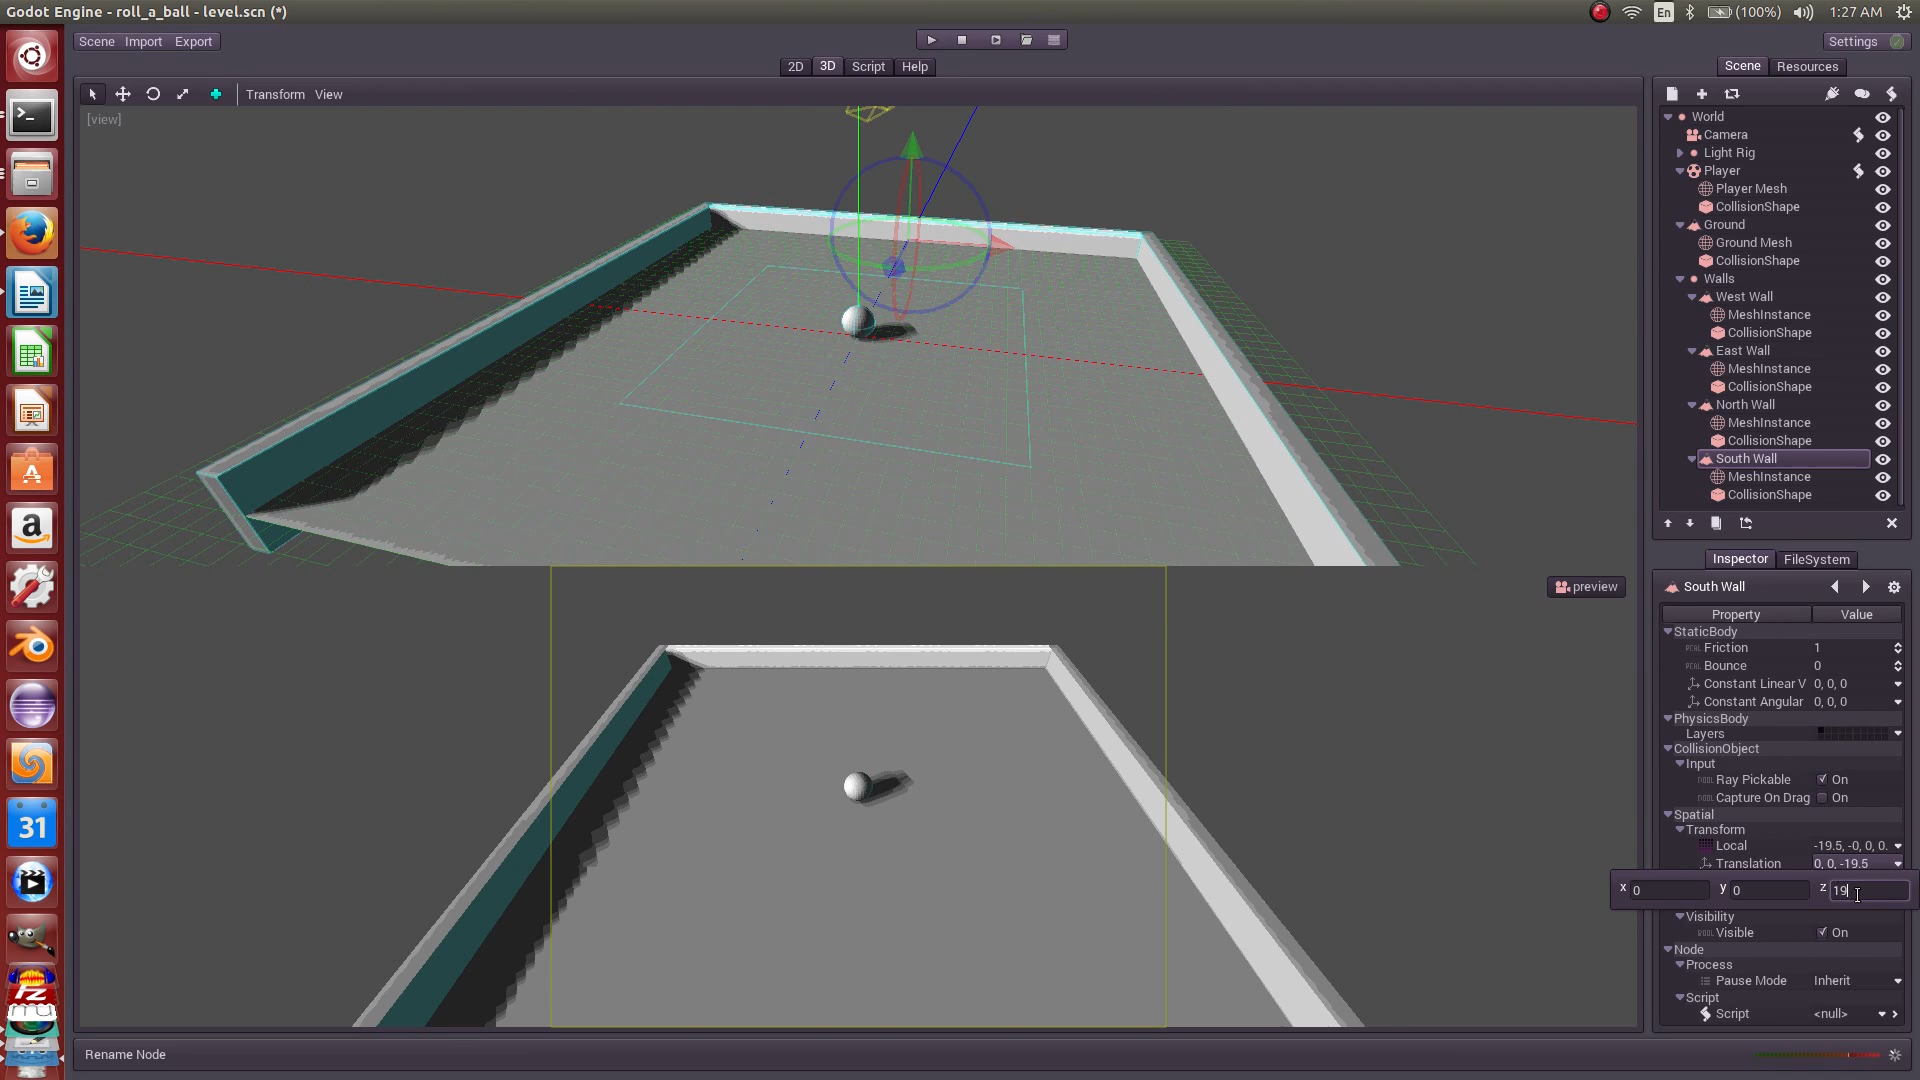 Godot Engine - roll_a_ball - level.scn (*)
En
(100%)
1:27 AM
Scene Import Export
Settings
2D 3D Script Help
Scene Resources
Transform View
[view]
World
Camera
Light Rig
Player
Player Mesh
CollisionShape
Ground
Ground Mesh
CollisionShape
Walls
West Wall
MeshInstance
CollisionShape
East Wall
MeshInstance
CollisionShape
North Wall
MeshInstance
CollisionShape
South Wall
MeshInstance
CollisionShape
Inspector FileSystem
preview
South Wall
Property Value
StaticBody
Friction 1
Bounce 0
Constant Linear V 0, 0, 0
Constant Angular 0, 0, 0
PhysicsBody
Layers
CollisionObject
Input
Ray Pickable On
Capture On Drag On
Spatial
Transform
Local -19.5, -0, 0, 0.
Translation 0, 0, -19.5
x 0 y 0 z 19
Visibility
Visible On
Node
Process
Pause Mode Inherit
Script
Script <null>
31
a
FZ
mu
Rename Node